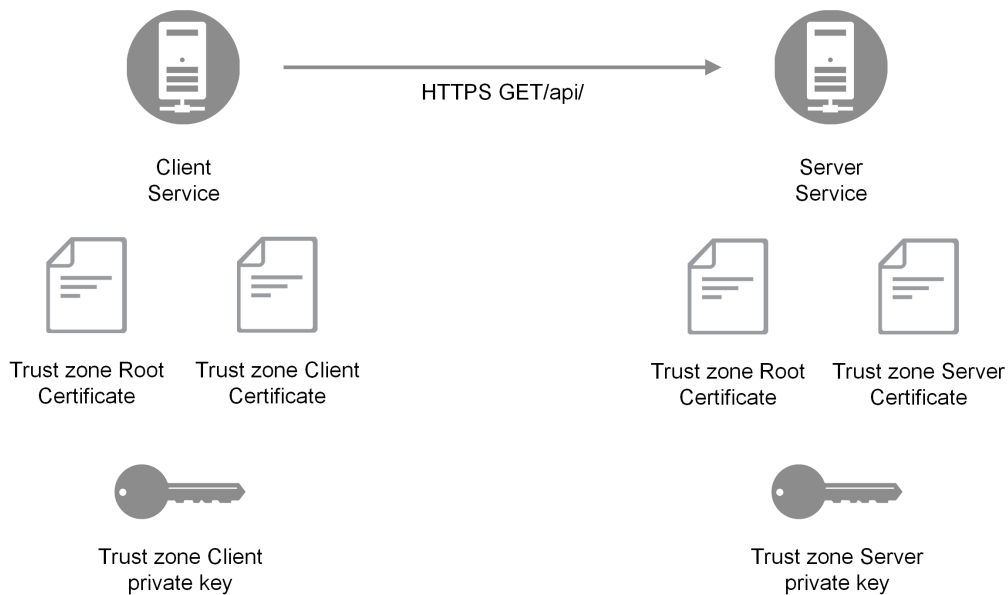 HTTPS GET/api/
Client
Service
Server
Service
Trust zone Root
Certificate
Trust zone Client
Certificate
Trust zone Root
Certificate
Trust zone Server
Certificate
Trust zone Client
private key
Trust zone Server
private key